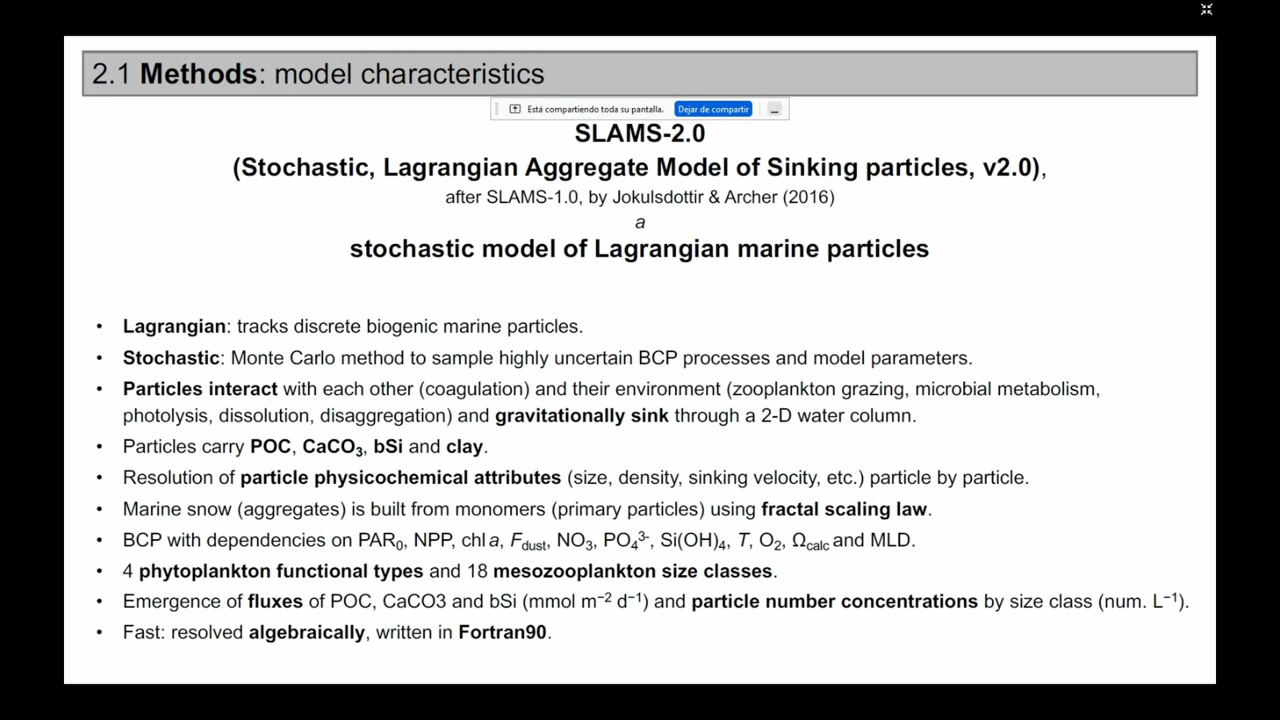 2.1 Methods: model characteristics
Está compartiendo toda su pantalla. Dejar de compartir
SLAMS-2.0
(Stochastic, Lagrangian Aggregate Model of Sinking particles, v2.0),
after SLAMS-1.0, by Jokulsdottir & Archer (2016)
a
stochastic model of Lagrangian marine particles
• Lagrangian: tracks discrete biogenic marine particles.
• Stochastic: Monte Carlo method to sample highly uncertain BCP processes and model parameters.
• Particles interact with each other (coagulation) and their environment (zooplankton grazing, microbial metabolism,
photolysis, dissolution, disaggregation) and gravitationally sink through a 2-D water column.
• Particles carry POC, CaCO₃, bSi and clay.
• Resolution of particle physicochemical attributes (size, density, sinking velocity, etc.) particle by particle.
• Marine snow (aggregates) is built from monomers (primary particles) using fractal scaling law.
• BCP with dependencies on PAR₀, NPP, chl a, F_dust, NO₃, PO₄³⁻, Si(OH)₄, T, O₂, Ω_calc and MLD.
• 4 phytoplankton functional types and 18 mesozooplankton size classes.
• Emergence of fluxes of POC, CaCO3 and bSi (mmol m⁻² d⁻¹) and particle number concentrations by size class (num. L⁻¹).
• Fast: resolved algebraically, written in Fortran90.